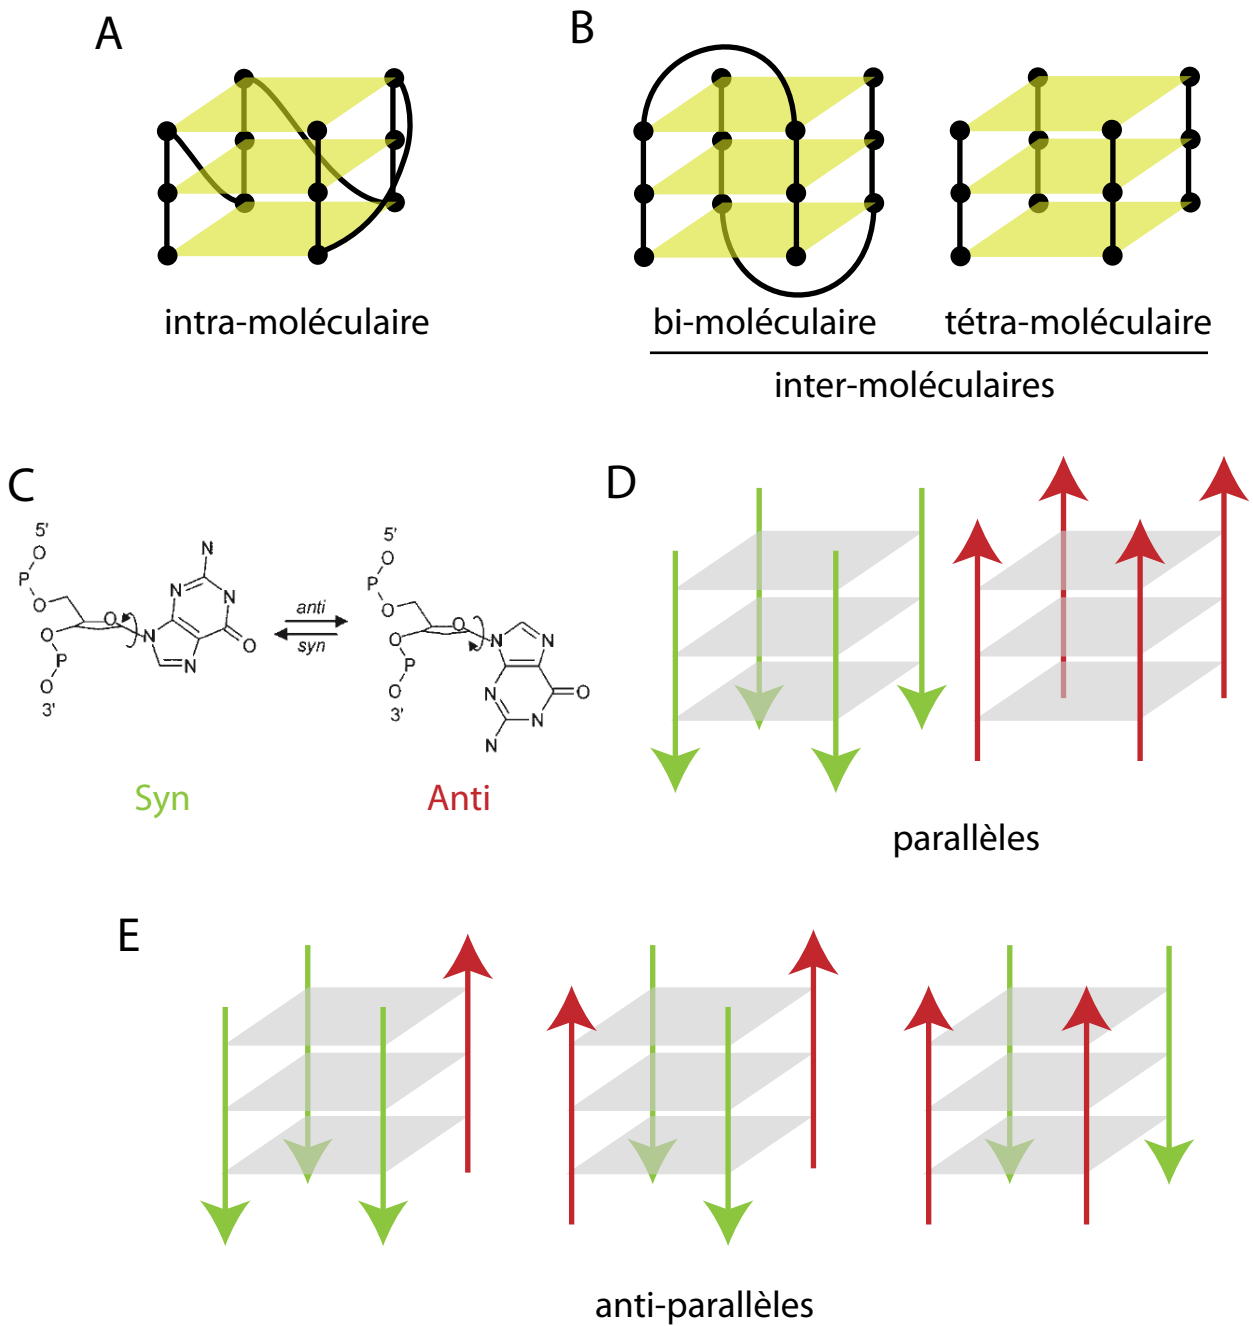 A
B
intra-moléculaire
bi-moléculaire
tétra-moléculaire
inter-moléculaires
C
D
5'
O
P
O
O
O
P
O
3'
N
N
N
O
N
N
anti
syn
5'
O
P
O
O
O
P
O
3'
N
N
N
O
N
N
Syn
Anti
parallèles
E
anti-parallèles